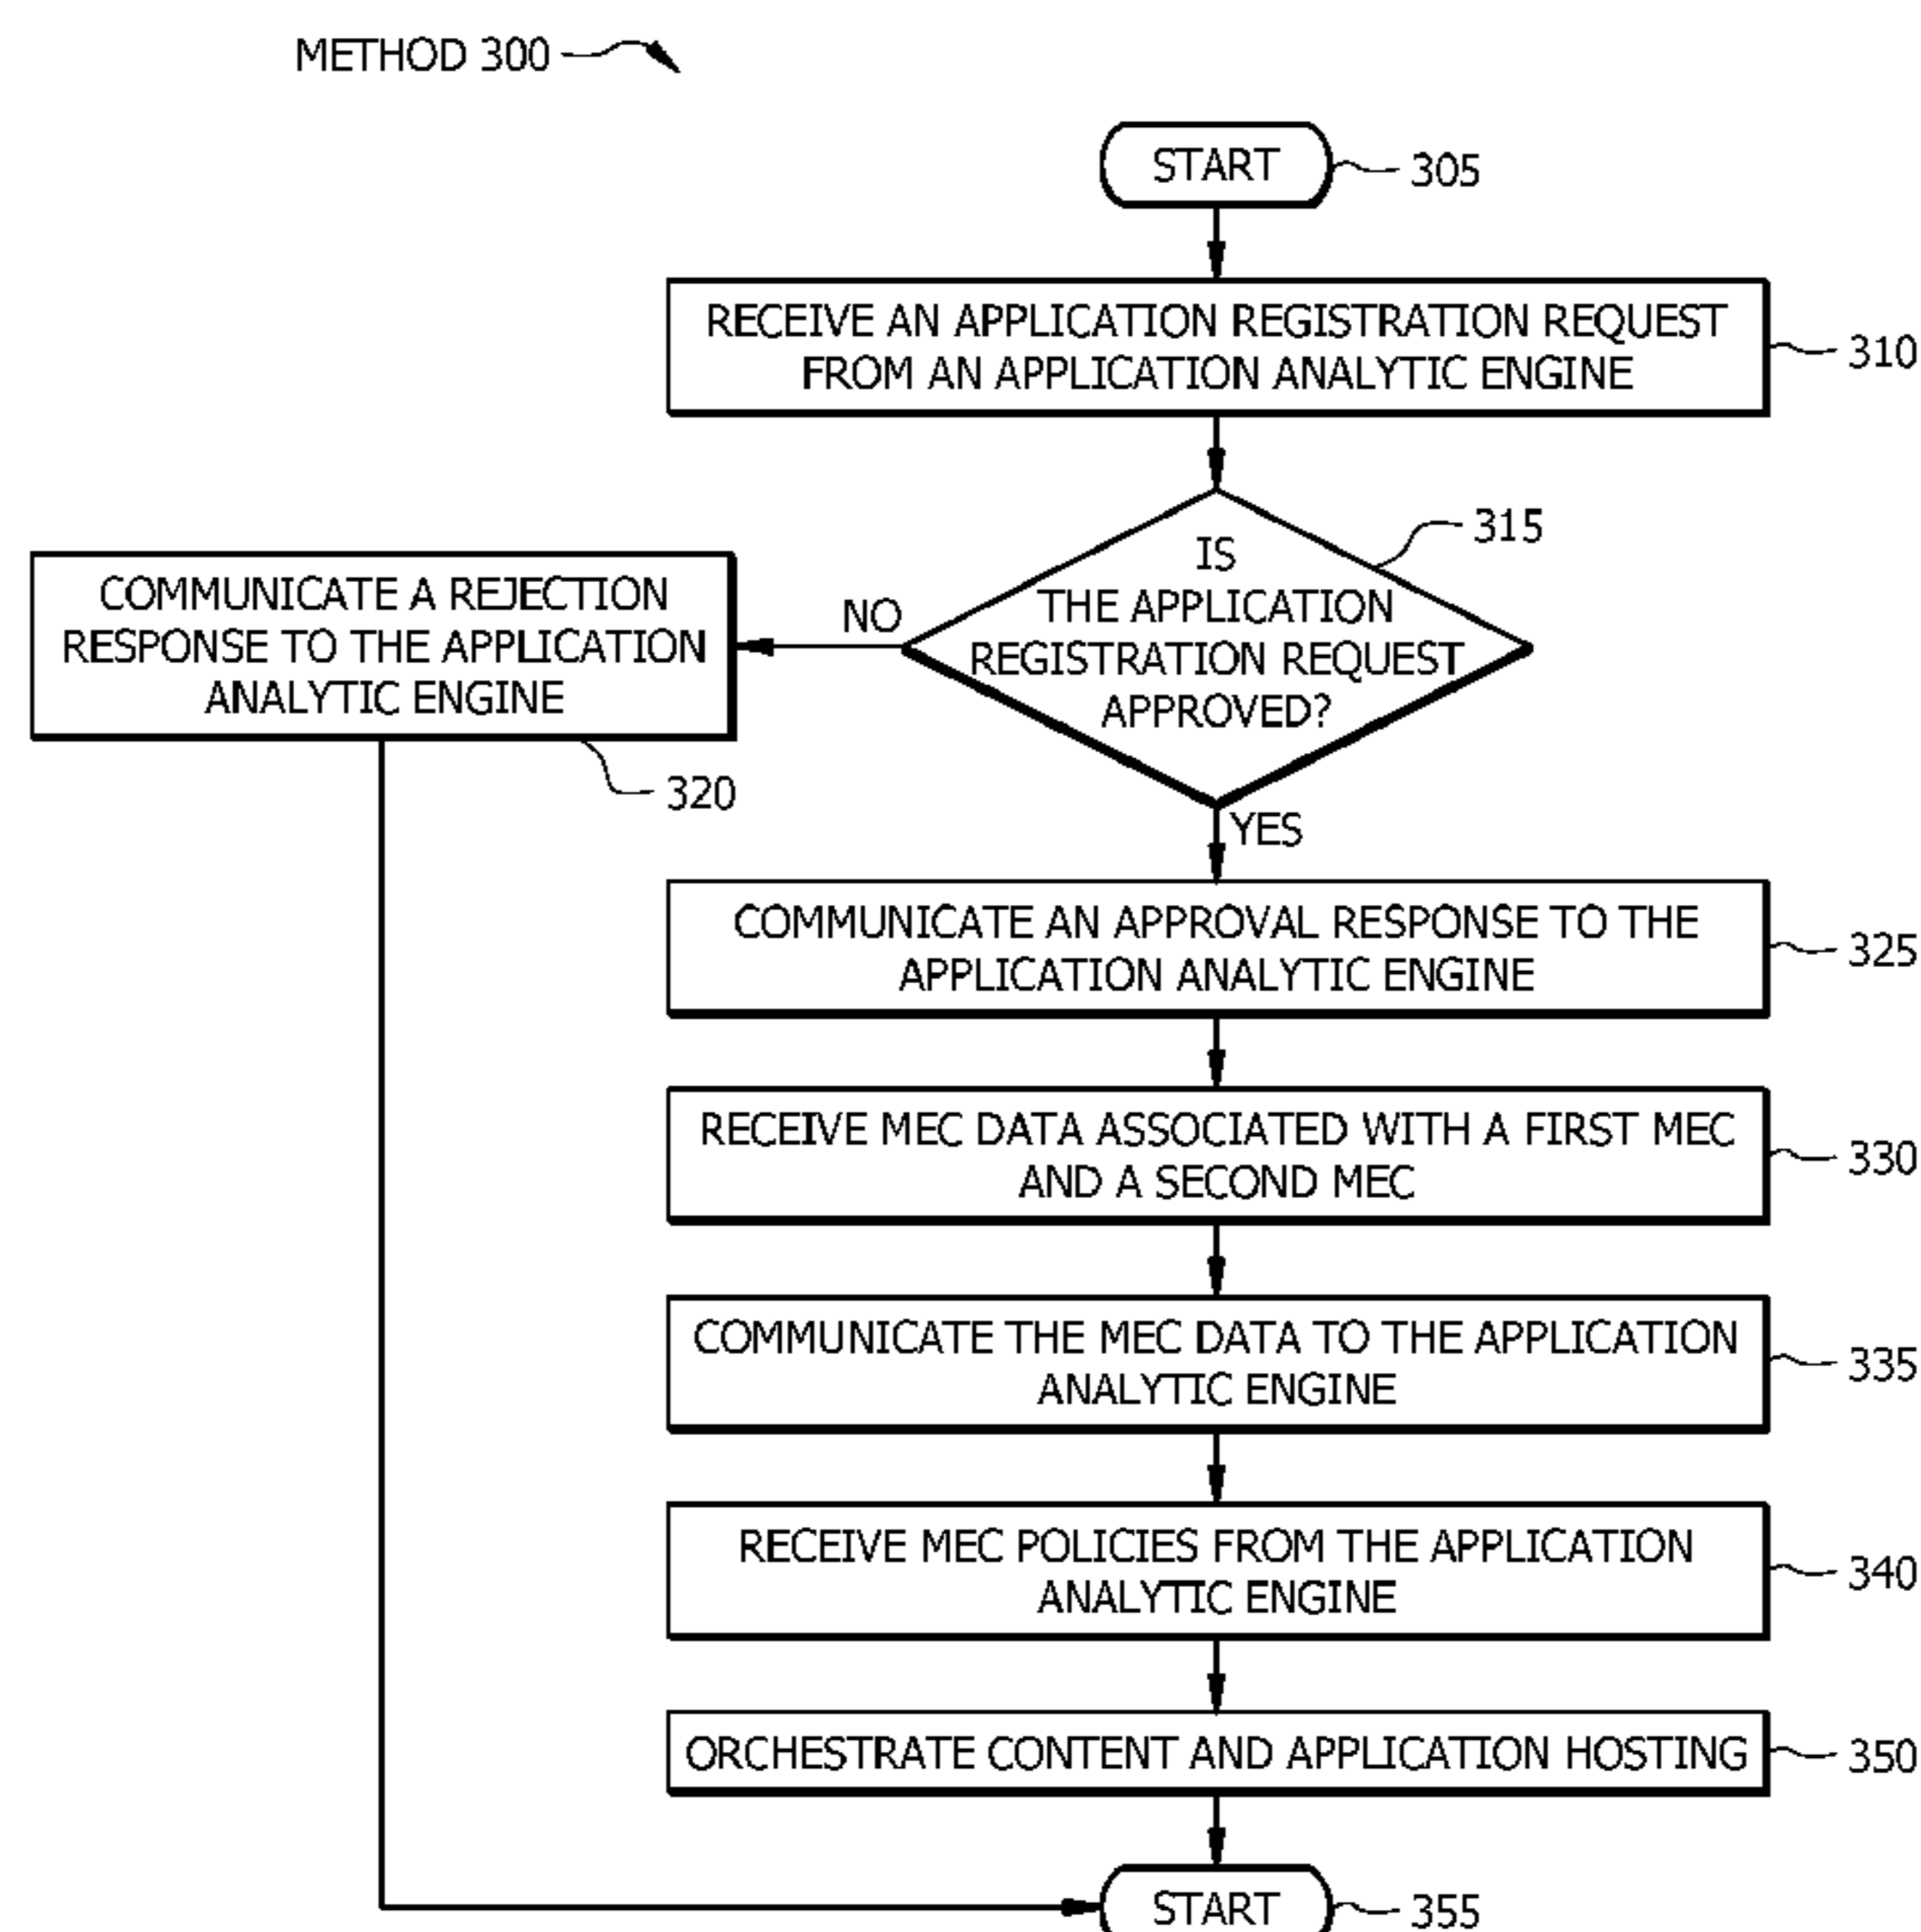 METHOD 300
START
305
RECEIVE AN APPLICATION REGISTRATION REQUEST
FROM AN APPLICATION ANALYTIC ENGINE
310
IS
THE APPLICATION
REGISTRATION REQUEST
APPROVED?
315
NO
COMMUNICATE A REJECTION
RESPONSE TO THE APPLICATION
ANALYTIC ENGINE
320
YES
COMMUNICATE AN APPROVAL RESPONSE TO THE
APPLICATION ANALYTIC ENGINE
325
RECEIVE MEC DATA ASSOCIATED WITH A FIRST MEC
AND A SECOND MEC
330
COMMUNICATE THE MEC DATA TO THE APPLICATION
ANALYTIC ENGINE
335
RECEIVE MEC POLICIES FROM THE APPLICATION
ANALYTIC ENGINE
340
ORCHESTRATE CONTENT AND APPLICATION HOSTING
350
START
355